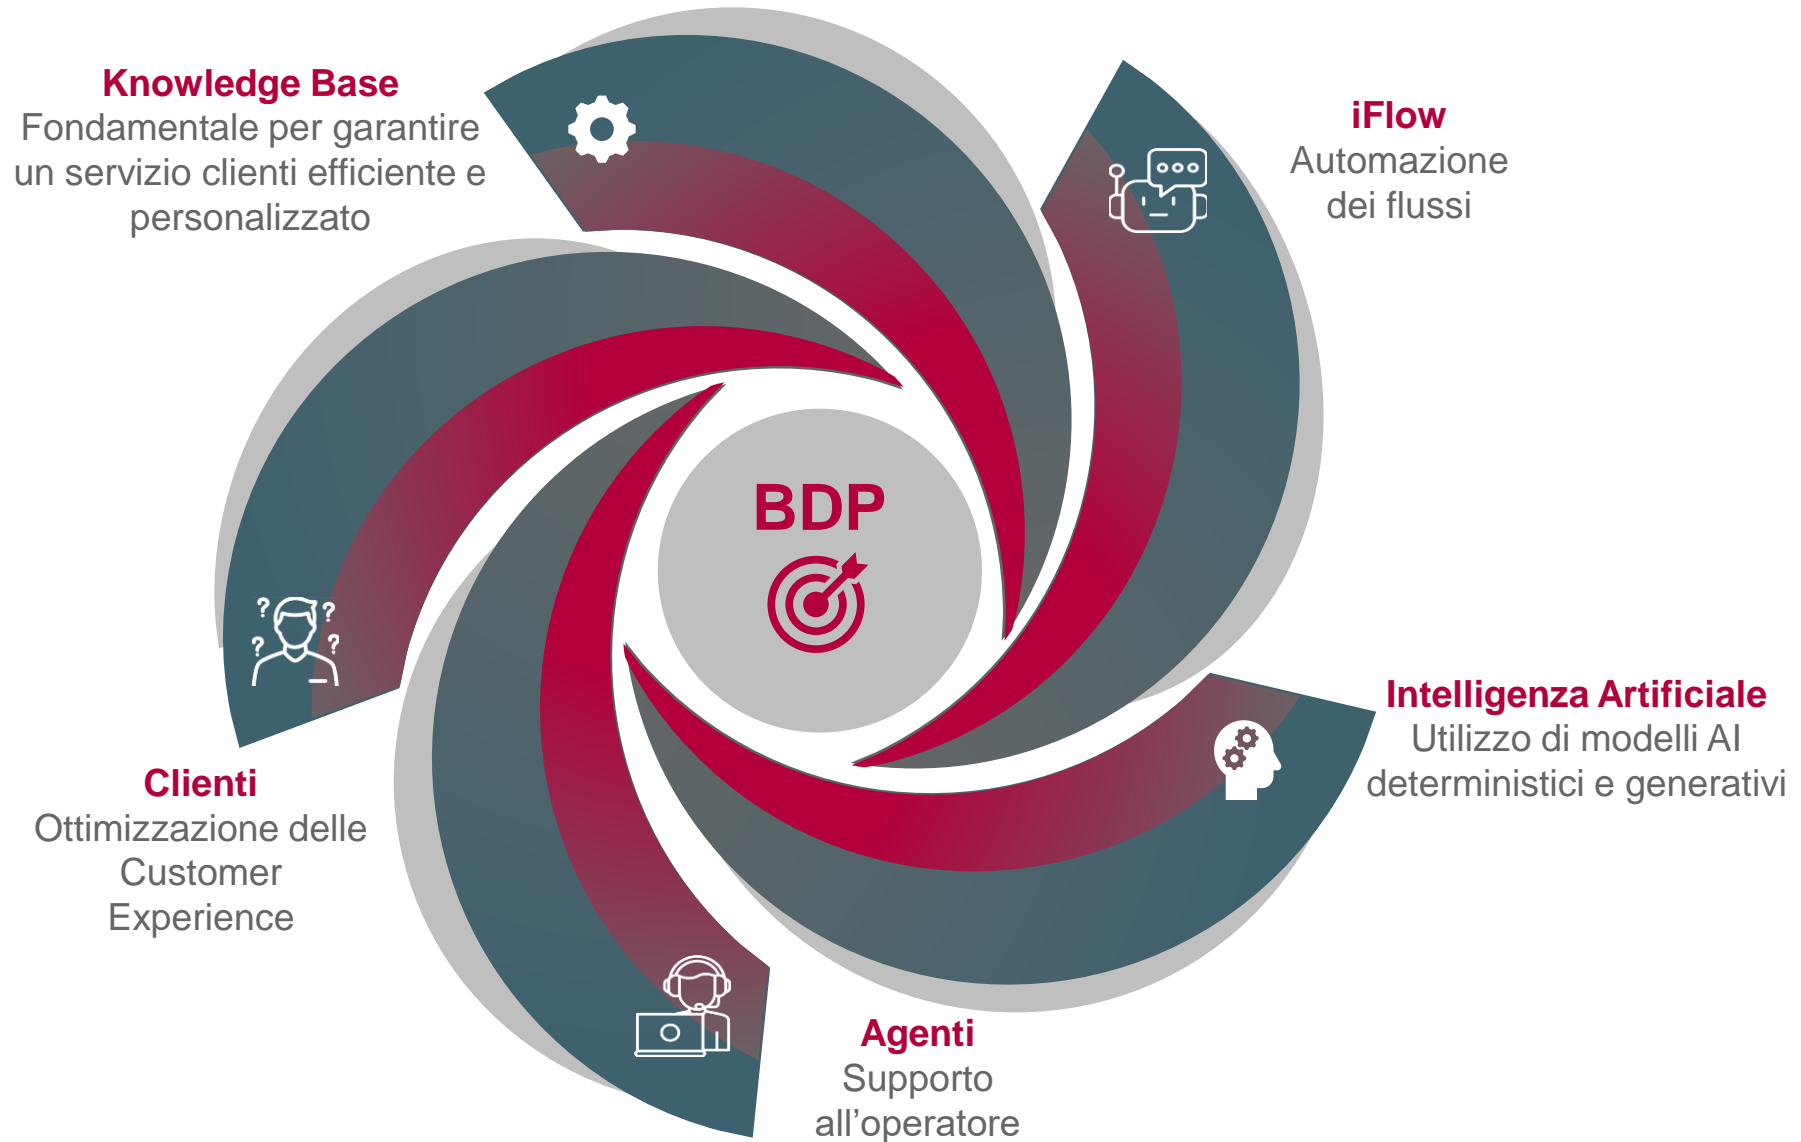 Knowledge Base
Fondamentale per garantire
un servizio clienti efficiente e
personalizzato
iFlow
Automazione
dei flussi
BDP
Intelligenza Artificiale
Utilizzo di modelli AI
deterministici e generativi
Clienti
Ottimizzazione delle
Customer
Experience
Agenti
Supporto
all’operatore